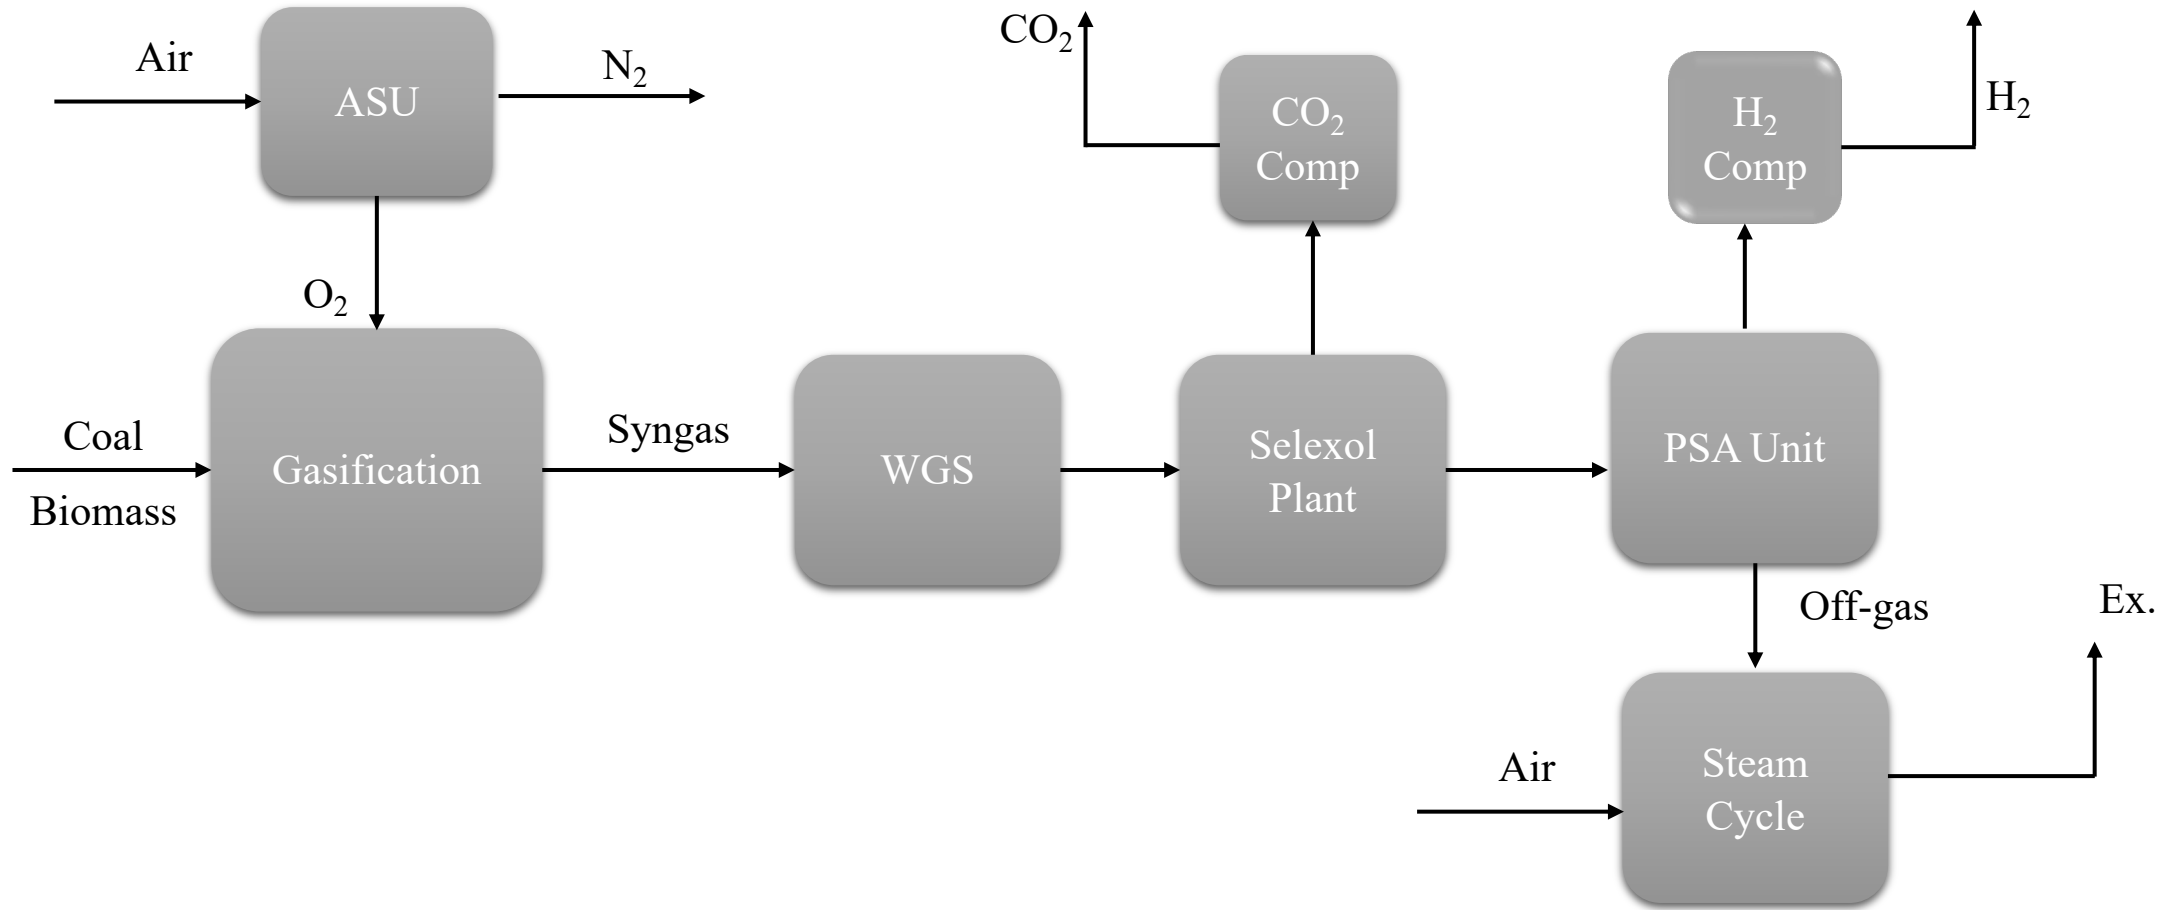 Air
ASU
N₂
O₂
Coal
Biomass
Gasification
Syngas
WGS
Selexol
Plant
CO₂
CO₂
Comp
PSA Unit
H₂
Comp
H₂
Off-gas
Air
Steam
Cycle
Ex.